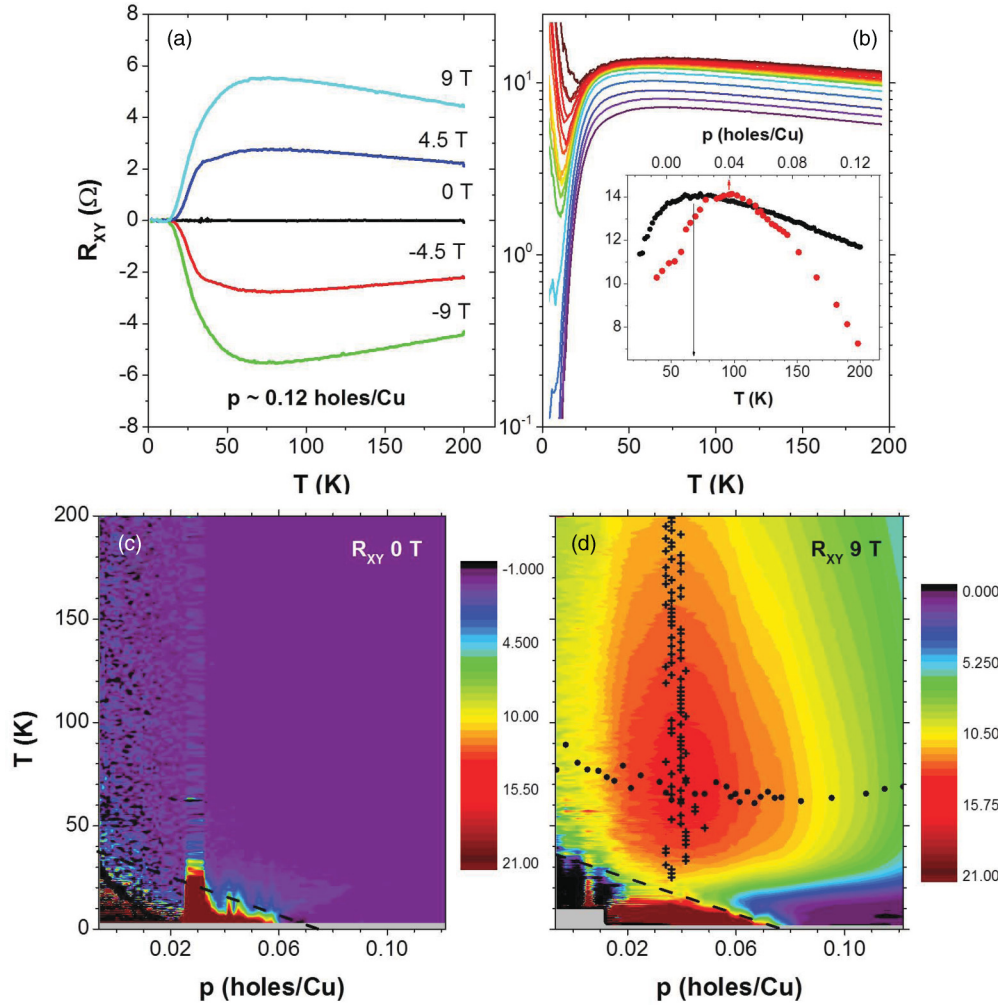 (a)
9 T
4.5 T
0 T
-4.5 T
-9 T
p ~ 0.12 holes/Cu
R_XY (Ω)
8
6
4
2
0
-2
-4
-6
-8
0 50 100 150 200
T (K)
(b)
10^1
10^0
10^-1
0 50 100 150 200
T (K)
p (holes/Cu)
0.00 0.04 0.08 0.12
14
12
10
8
50 100 150 200
T (K)
(c)
R_XY 0 T
200
150
100
50
0
T (K)
0.02 0.06 0.10
p (holes/Cu)
-1.000
4.500
10.00
15.50
21.00
(d)
R_XY 9 T
0.02 0.06 0.10
p (holes/Cu)
0.000
5.250
10.50
15.75
21.00